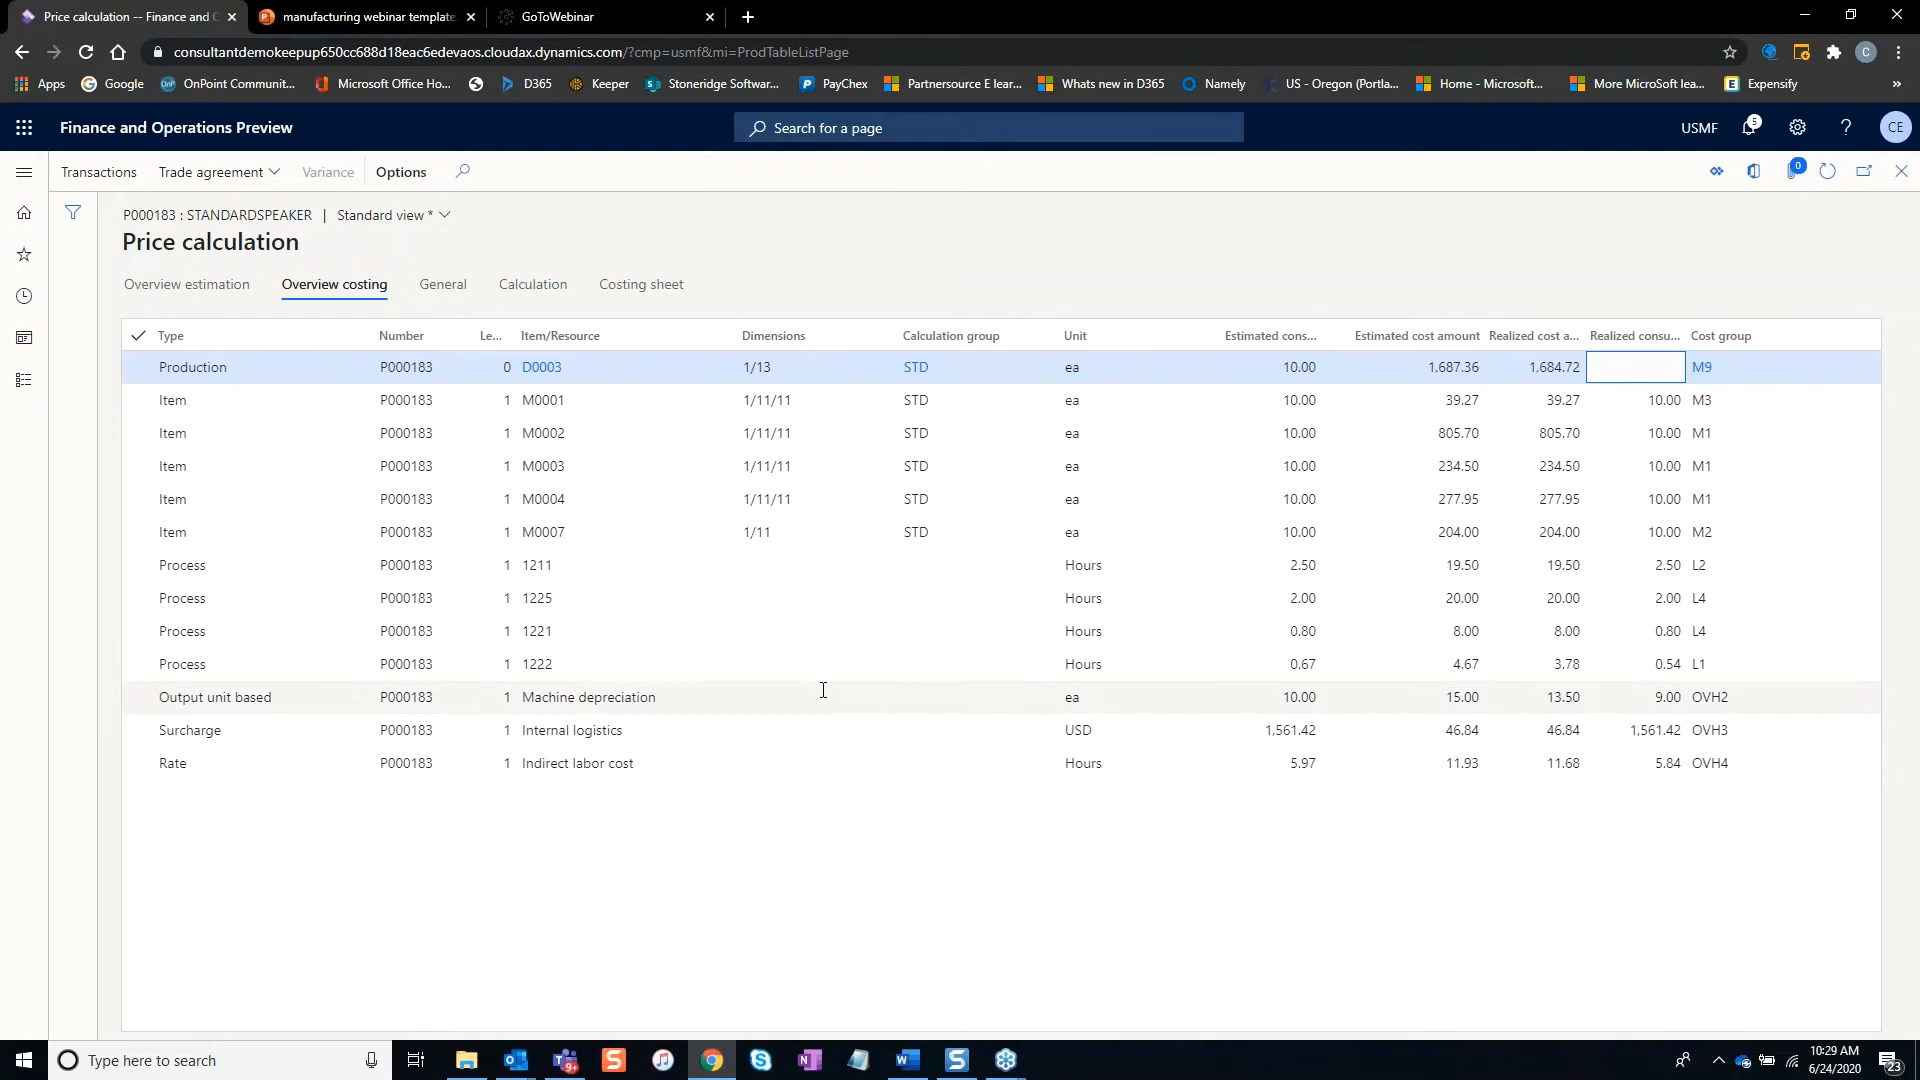 Price calculation -- Finance and O
manufacturing webinar template
GoToWebinar
consultantdemokeepup650cc688d18eac6edevaos.cloudax.dynamics.com/?cmp=usmf&mi=ProdTableListPage
C
Apps Google OnPoint Communit... Microsoft Office Ho... D365 Keeper Stoneridge Softwar... PayChex Partnersource E lear... Whats new in D365 Namely US - Oregon (Portla... Home - Microsoft... More MicroSoft lea... Expensify »
Finance and Operations Preview
Search for a page
USMF 5 ? CE
Transactions Trade agreement Variance Options 0
P000183 : STANDARDSPEAKER | Standard view *
Price calculation
Overview estimation Overview costing General Calculation Costing sheet
Type Number Le... Item/Resource Dimensions Calculation group Unit Estimated cons... Estimated cost amount Realized cost a... Realized consu... Cost group
Production P000183 0 D0003 1/13 STD ea 10.00 1,687.36 1,684.72 M9
Item P000183 1 M0001 1/11/11 STD ea 10.00 39.27 39.27 10.00 M3
Item P000183 1 M0002 1/11/11 STD ea 10.00 805.70 805.70 10.00 M1
Item P000183 1 M0003 1/11/11 STD ea 10.00 234.50 234.50 10.00 M1
Item P000183 1 M0004 1/11/11 STD ea 10.00 277.95 277.95 10.00 M1
Item P000183 1 M0007 1/11 STD ea 10.00 204.00 204.00 10.00 M2
Process P000183 1 1211 Hours 2.50 19.50 19.50 2.50 L2
Process P000183 1 1225 Hours 2.00 20.00 20.00 2.00 L4
Process P000183 1 1221 Hours 0.80 8.00 8.00 0.80 L4
Process P000183 1 1222 Hours 0.67 4.67 3.78 0.54 L1
Output unit based P000183 1 Machine depreciation ea 10.00 15.00 13.50 9.00 OVH2
Surcharge P000183 1 Internal logistics USD 1,561.42 46.84 46.84 1,561.42 OVH3
Rate P000183 1 Indirect labor cost Hours 5.97 11.93 11.68 5.84 OVH4
Type here to search
9+
10:29 AM
6/24/2020
23